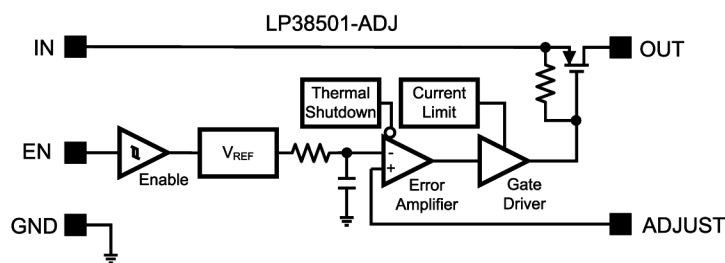 LP38501-ADJ
IN
OUT
Thermal
Shutdown
Current
Limit
EN
Enable
VREF
-
+
Error
Amplifier
Gate
Driver
GND
ADJUST